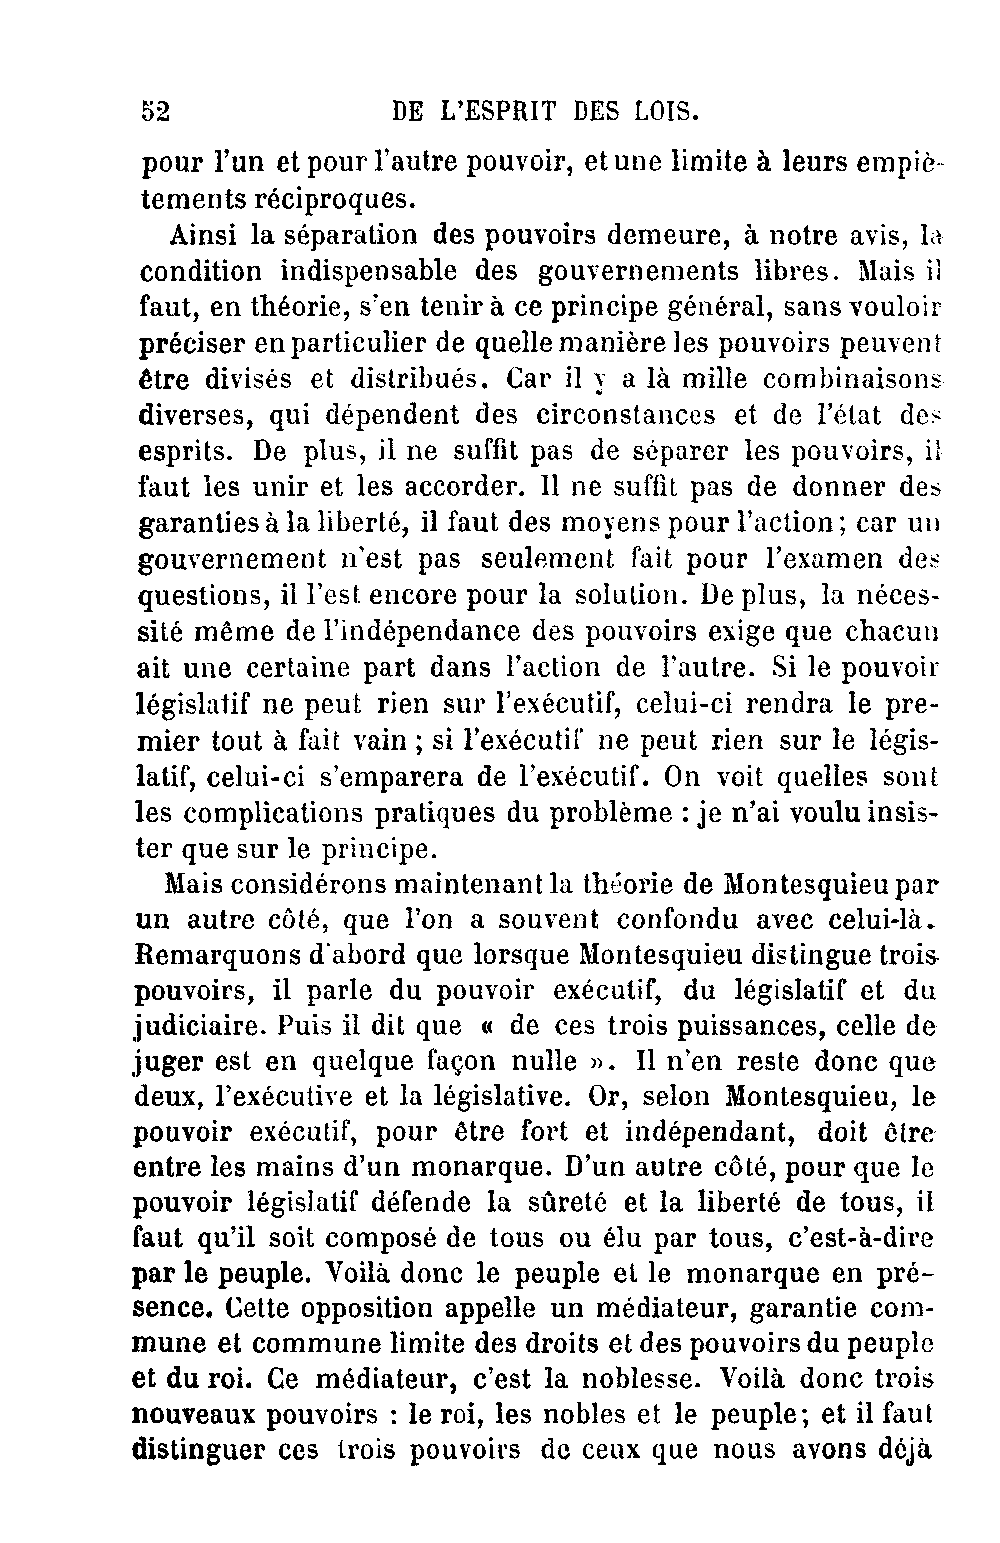 52 DE L'ESPRIT DES LOIS.
pour l'un et pour l'autre pouvoir, et une limite à leurs empiè-
tements réciproques.
Ainsi la séparation des pouvoirs demeure, à notre avis, la
condition indispensable des gouvernements libres. Mais il
faut, en théorie, s'en tenir à ce principe général, sans vouloir
préciser en particulier de quelle manière les pouvoirs peuvent
être divisés et distribués. Car il y a là mille combinaisons
diverses, qui dépendent des circonstances et de l'état des
esprits. De plus, il ne suffit pas de séparer les pouvoirs, il
faut les unir et les accorder. Il ne suffit pas de donner des
garanties à la liberté, il faut des moyens pour l'action; car un
gouvernement n'est pas seulement fait pour l'examen des
questions, il l'est encore pour la solution. De plus, la néces-
sité même de l'indépendance des pouvoirs exige que chacun
ait une certaine part dans l'action de l'autre. Si le pouvoir
législatif ne peut rien sur l'exécutif, celui-ci rendra le pre-
mier tout à fait vain ; si l'exécutif ne peut rien sur le légis-
latif, celui-ci s'emparera de l'exécutif. On voit quelles sont
les complications pratiques du problème : je n'ai voulu insis-
ter que sur le principe.
Mais considérons maintenant la théorie de Montesquieu par
un autre côté, que l'on a souvent confondu avec celui-là.
Remarquons d'abord que lorsque Montesquieu distingue trois
pouvoirs, il parle du pouvoir exécutif, du législatif et du
judiciaire. Puis il dit que « de ces trois puissances, celle de
juger est en quelque façon nulle ». Il n'en reste donc que
deux, l'exécutive et la législative. Or, selon Montesquieu, le
pouvoir exécutif, pour être fort et indépendant, doit être
entre les mains d'un monarque. D'un autre côté, pour que le
pouvoir législatif défende la sûreté et la liberté de tous, il
faut qu'il soit composé de tous ou élu par tous, c'est-à-dire
par le peuple. Voilà donc le peuple et le monarque en pré-
sence. Cette opposition appelle un médiateur, garantie com-
mune et commune limite des droits et des pouvoirs du peuple
et du roi. Ce médiateur, c'est la noblesse. Voilà donc trois
nouveaux pouvoirs : le roi, les nobles et le peuple; et il faut
distinguer ces trois pouvoirs de ceux que nous avons déjà